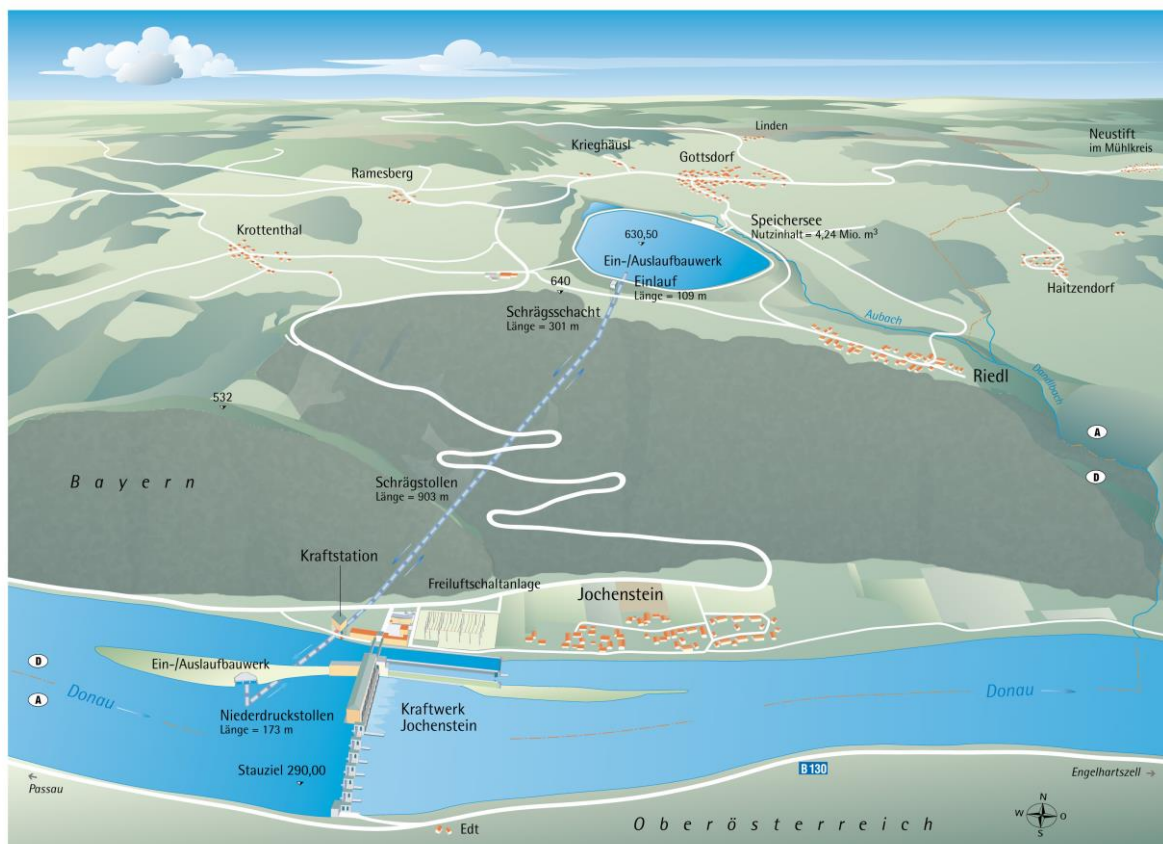 Linden
Krieghäusl
Neustift
im Mühlkreis
Gottsdorf
Ramesberg
Speichersee
Nutzinhalt = 4,24 Mio. m³
Krottenthal
630,50
Ein-/Auslaufbauwerk
Einlauf
Länge = 109 m
640
Haitzendorf
Schrägsschacht
Länge = 301 m
Aubach
Riedl
Dandlbach
532
A
D
Bayern
Schrägstollen
Länge = 903 m
Kraftstation
Freiluftschaltanlage
Jochenstein
D
A
Ein-/Auslaufbauwerk
Donau
Donau
Niederdruckstollen
Länge = 173 m
Kraftwerk
Jochenstein
Stauziel 290,00
B 130
← Passau
Engelhartszell →
Edt
Oberösterreich
N
W O
S